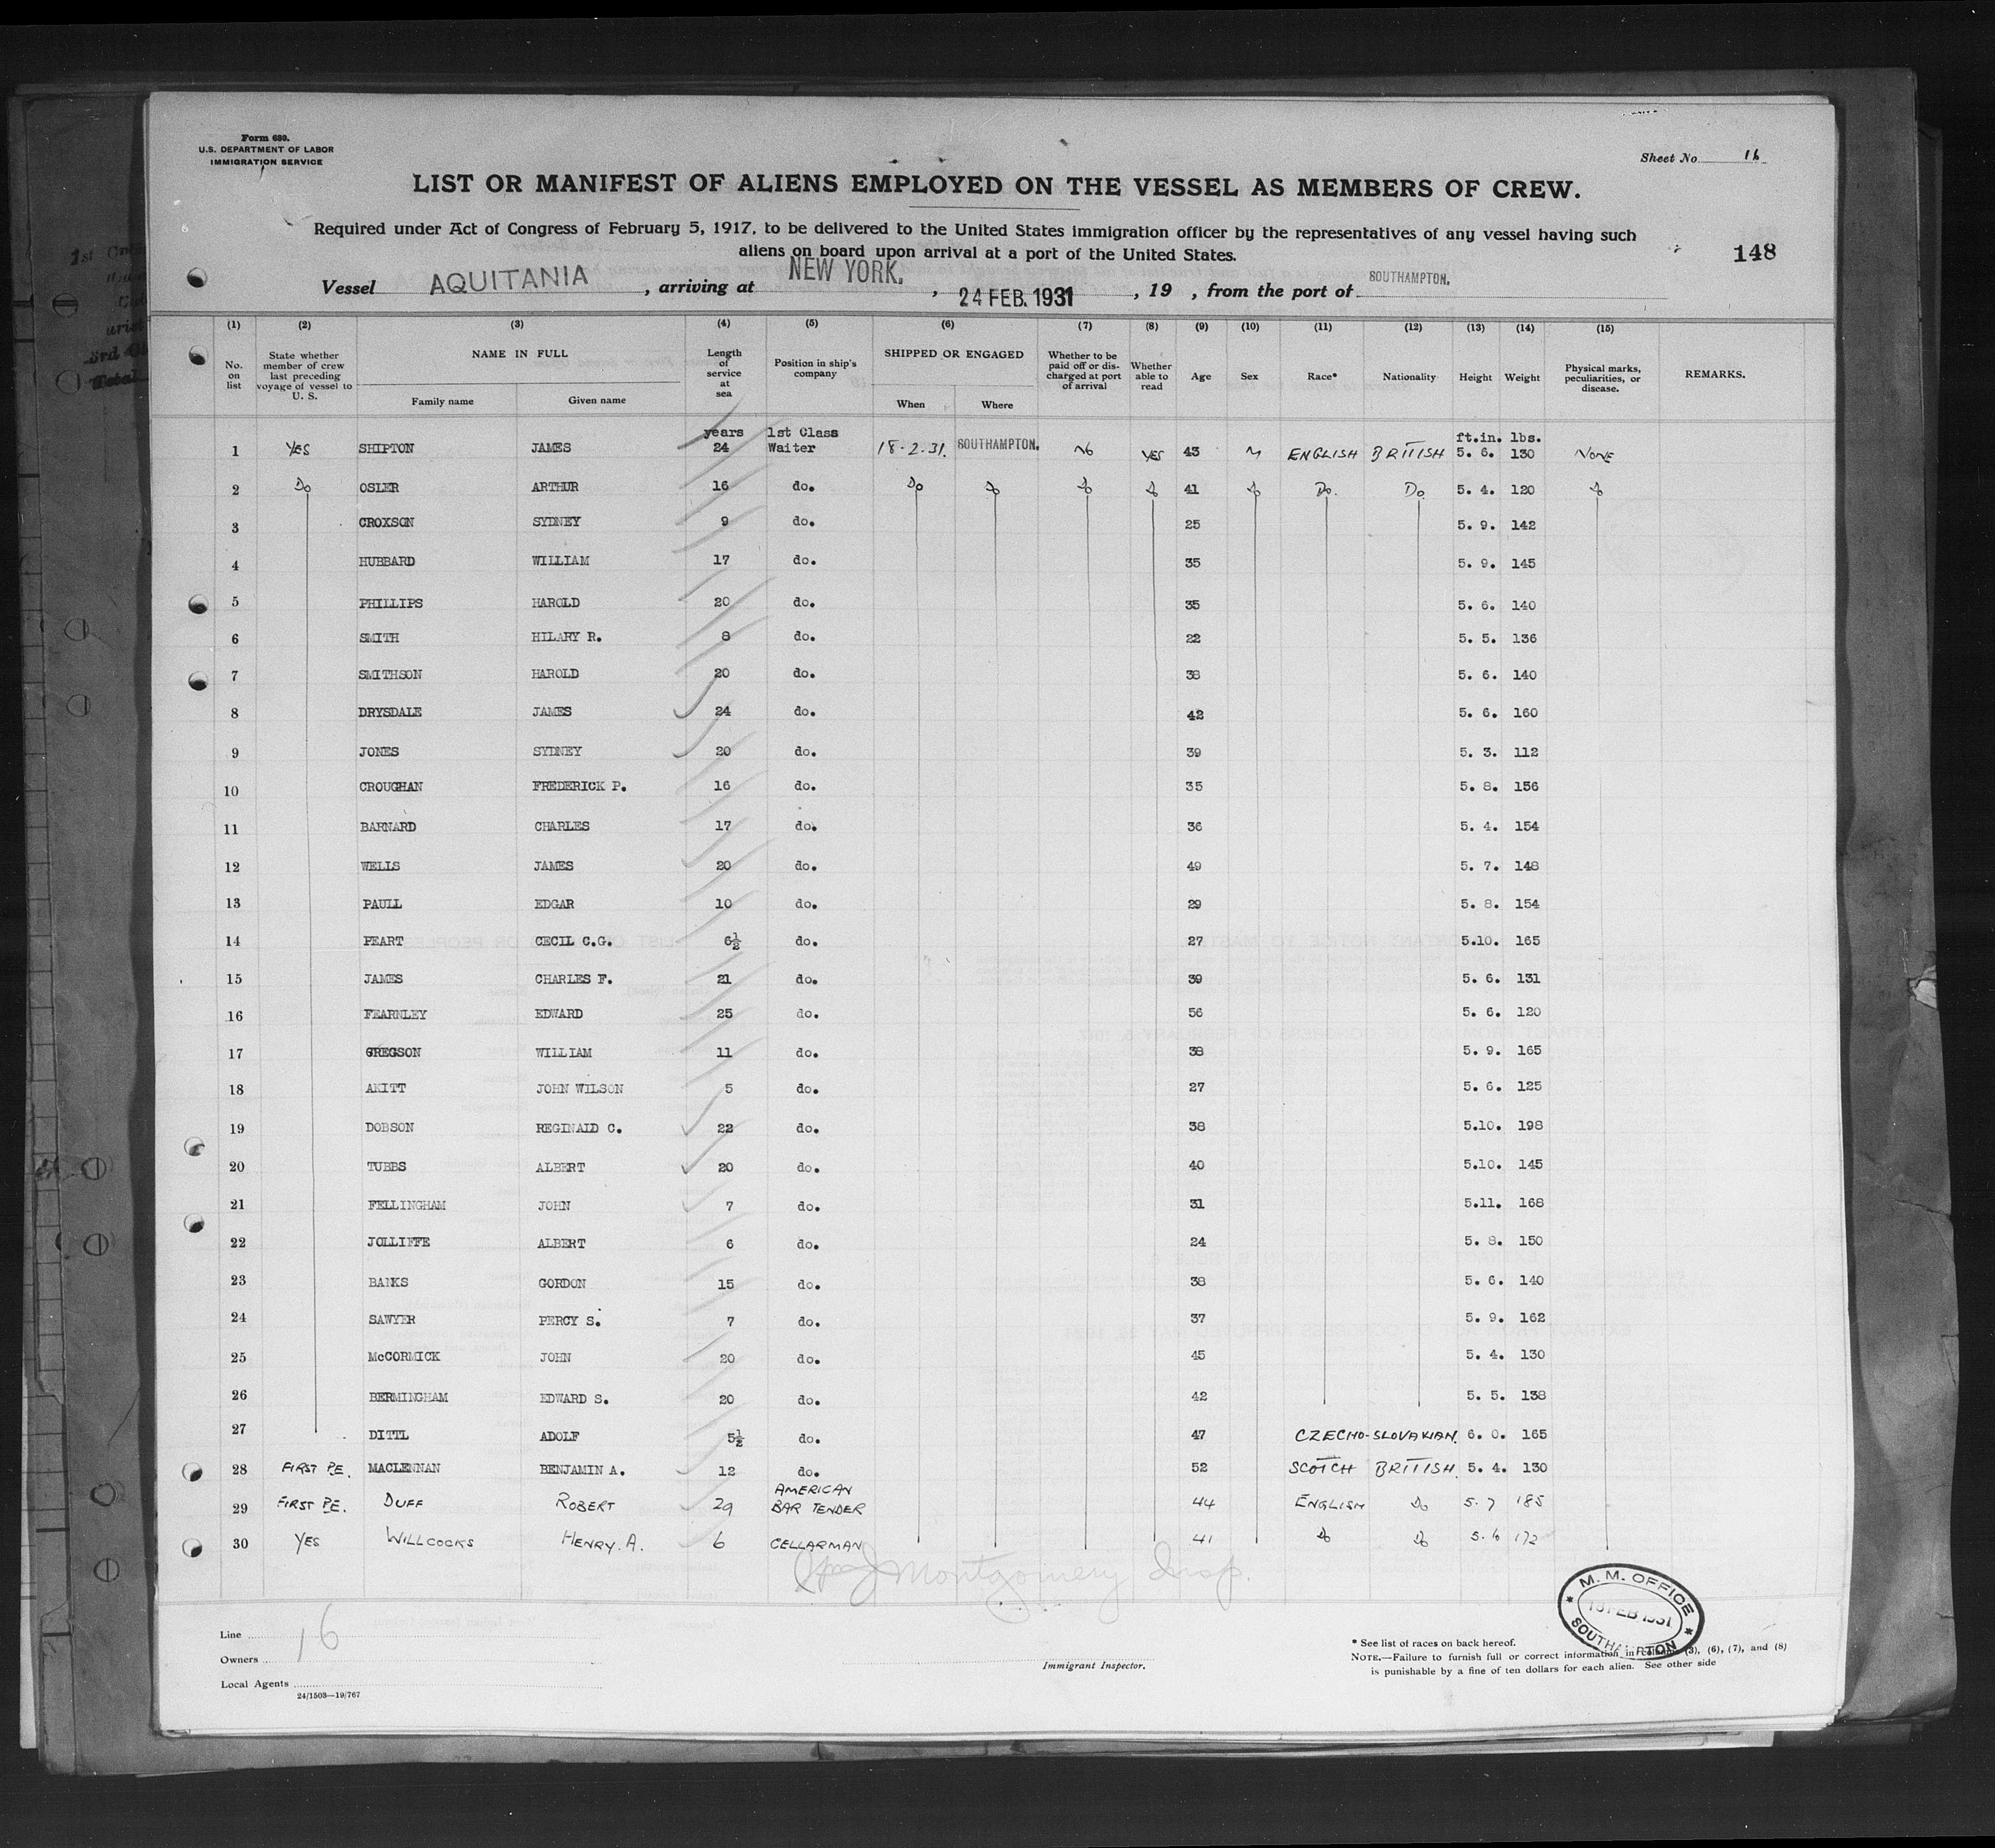 Form 680.
U.S. DEPARTMENT OF LABOR
IMMIGRATION SERVICE
Sheet No. 16
LIST OR MANIFEST OF ALIENS EMPLOYED ON THE VESSEL AS MEMBERS OF CREW.
Required under Act of Congress of February 5, 1917, to be delivered to the United States immigration officer by the representatives of any vessel having such
aliens on board upon arrival at a port of the United States.
148
Vessel AQUITANIA, arriving at NEW YORK., 24 FEB. 1931, 19 , from the port of SOUTHAMPTON.
(1) (2) (3) (4) (5) (6) (7) (8) (9) (10) (11) (12) (13) (14) (15)
No. on list State whether member of crew last preceding voyage of vessel to U. S. NAME IN FULL Family name Given name Length of service at sea Position in ship's company SHIPPED OR ENGAGED When Where Whether to be paid off or discharged at port of arrival Whether able to read Age Sex Race* Nationality Height Weight Physical marks, peculiarities, or disease. REMARKS.
years 1st Class ft.in. lbs.
1 YES SHIPTON JAMES 24 Waiter 18-2-31. SOUTHAMPTON. NO YES 43 M ENGLISH BRITISH 5. 6. 130 NONE
2 Do OSLER ARTHUR 16 do. Do Do Do Do 41 Do Do. Do 5. 4. 120 Do
3 CROXSON SYDNEY 9 do. 25 5. 9. 142
4 HUBBARD WILLIAM 17 do. 35 5. 9. 145
5 PHILLIPS HAROLD 20 do. 35 5. 6. 140
6 SMITH HILARY R. 8 do. 22 5. 5. 136
7 SMITHSON HAROLD 20 do. 38 5. 6. 140
8 DRYSDALE JAMES 24 do. 42 5. 6. 160
9 JONES SYDNEY 20 do. 39 5. 3. 112
10 CROUGHAN FREDERICK P. 16 do. 35 5. 8. 156
11 BARNARD CHARLES 17 do. 36 5. 4. 154
12 WELLS JAMES 20 do. 49 5. 7. 148
13 PAULL EDGAR 10 do. 29 5. 8. 154
14 PEART CECIL C.G. 6½ do. 27 5.10. 165
15 JAMES CHARLES F. 21 do. 39 5. 6. 131
16 FEARNLEY EDWARD 25 do. 56 5. 6. 120
17 GREGSON WILLIAM 11 do. 38 5. 9. 165
18 AKITT JOHN WILSON 5 do. 27 5. 6. 125
19 DOBSON REGINALD C. 22 do. 38 5.10. 198
20 TUBBS ALBERT 20 do. 40 5.10. 145
21 FELLINGHAM JOHN 7 do. 31 5.11. 168
22 JOLLIFFE ALBERT 6 do. 24 5. 8. 150
23 BANKS GORDON 15 do. 38 5. 6. 140
24 SAWYER PERCY S. 7 do. 37 5. 9. 162
25 McCORMICK JOHN 20 do. 45 5. 4. 130
26 BERMINGHAM EDWARD S. 20 do. 42 5. 5. 138
27 DITTL ADOLF 5½ do. 47 CZECHO-SLOVAKIAN. 6. 0. 165
28 FIRST P.E. MACLENNAN BENJAMIN A. 12 do. 52 SCOTCH BRITISH 5. 4. 130
29 FIRST P.E. DUFF ROBERT 29 AMERICAN BAR TENDER 44 ENGLISH Do 5. 7 185
30 YES WILLCOCKS HENRY. A. 6 CELLARMAN 41 Do Do 5. 6 172
Montgomery Insp.
M. M. OFFICE
FEB 1931
SOUTHAMPTON
Line
16
Owners
Local Agents
24/1503—19/767
Immigrant Inspector.
* See list of races on back hereof.
NOTE.—Failure to furnish full or correct information in columns (3), (6), (7), and (8)
is punishable by a fine of ten dollars for each alien. See other side